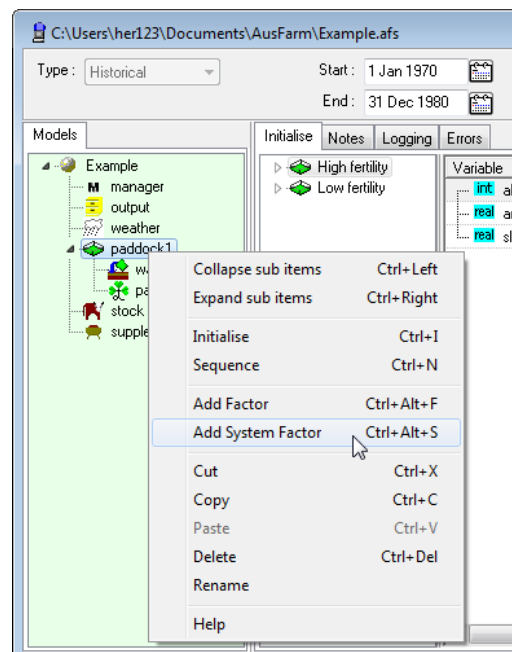 C:\Users\her123\Documents\AusFarm\Example.afs
Type : Historical Start : 1 Jan 1970
End : 31 Dec 1980
Models
Initialise Notes Logging Errors
Example
M manager
output
weather
paddock1
stock
High fertility
Low fertility
Variable
int
real
real
Collapse sub items Ctrl+Left
Expand sub items Ctrl+Right
Initialise Ctrl+I
Sequence Ctrl+N
Add Factor Ctrl+Alt+F
Add System Factor Ctrl+Alt+S
Cut Ctrl+X
Copy Ctrl+C
Paste Ctrl+V
Delete Ctrl+Del
Rename
Help